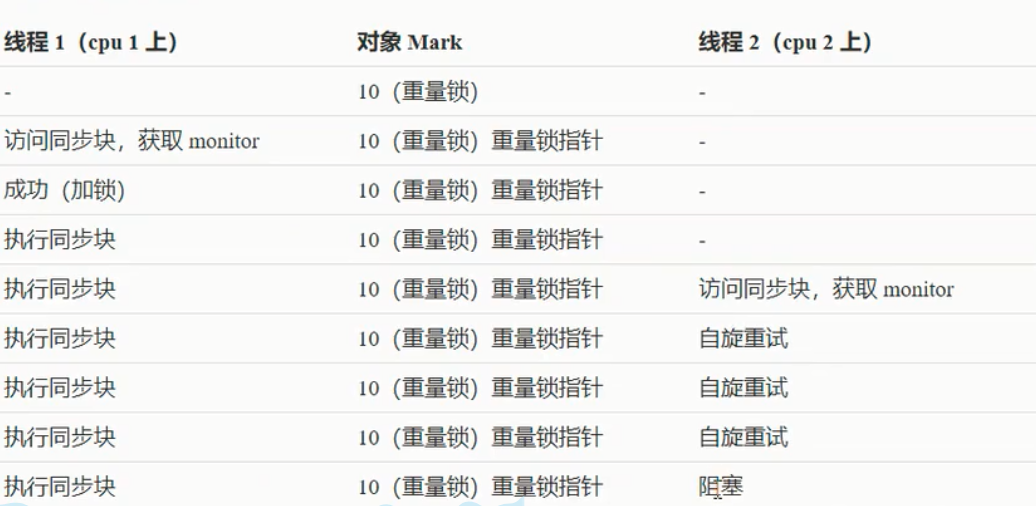 线程 1（cpu 1 上） 对象 Mark 线程 2（cpu 2 上）
- 10（重量锁） -
访问同步块，获取 monitor 10（重量锁）重量锁指针 -
成功（加锁） 10（重量锁）重量锁指针 -
执行同步块 10（重量锁）重量锁指针 -
执行同步块 10（重量锁）重量锁指针 访问同步块，获取 monitor
执行同步块 10（重量锁）重量锁指针 自旋重试
执行同步块 10（重量锁）重量锁指针 自旋重试
执行同步块 10（重量锁）重量锁指针 自旋重试
执行同步块 10（重量锁）重量锁指针 阻塞